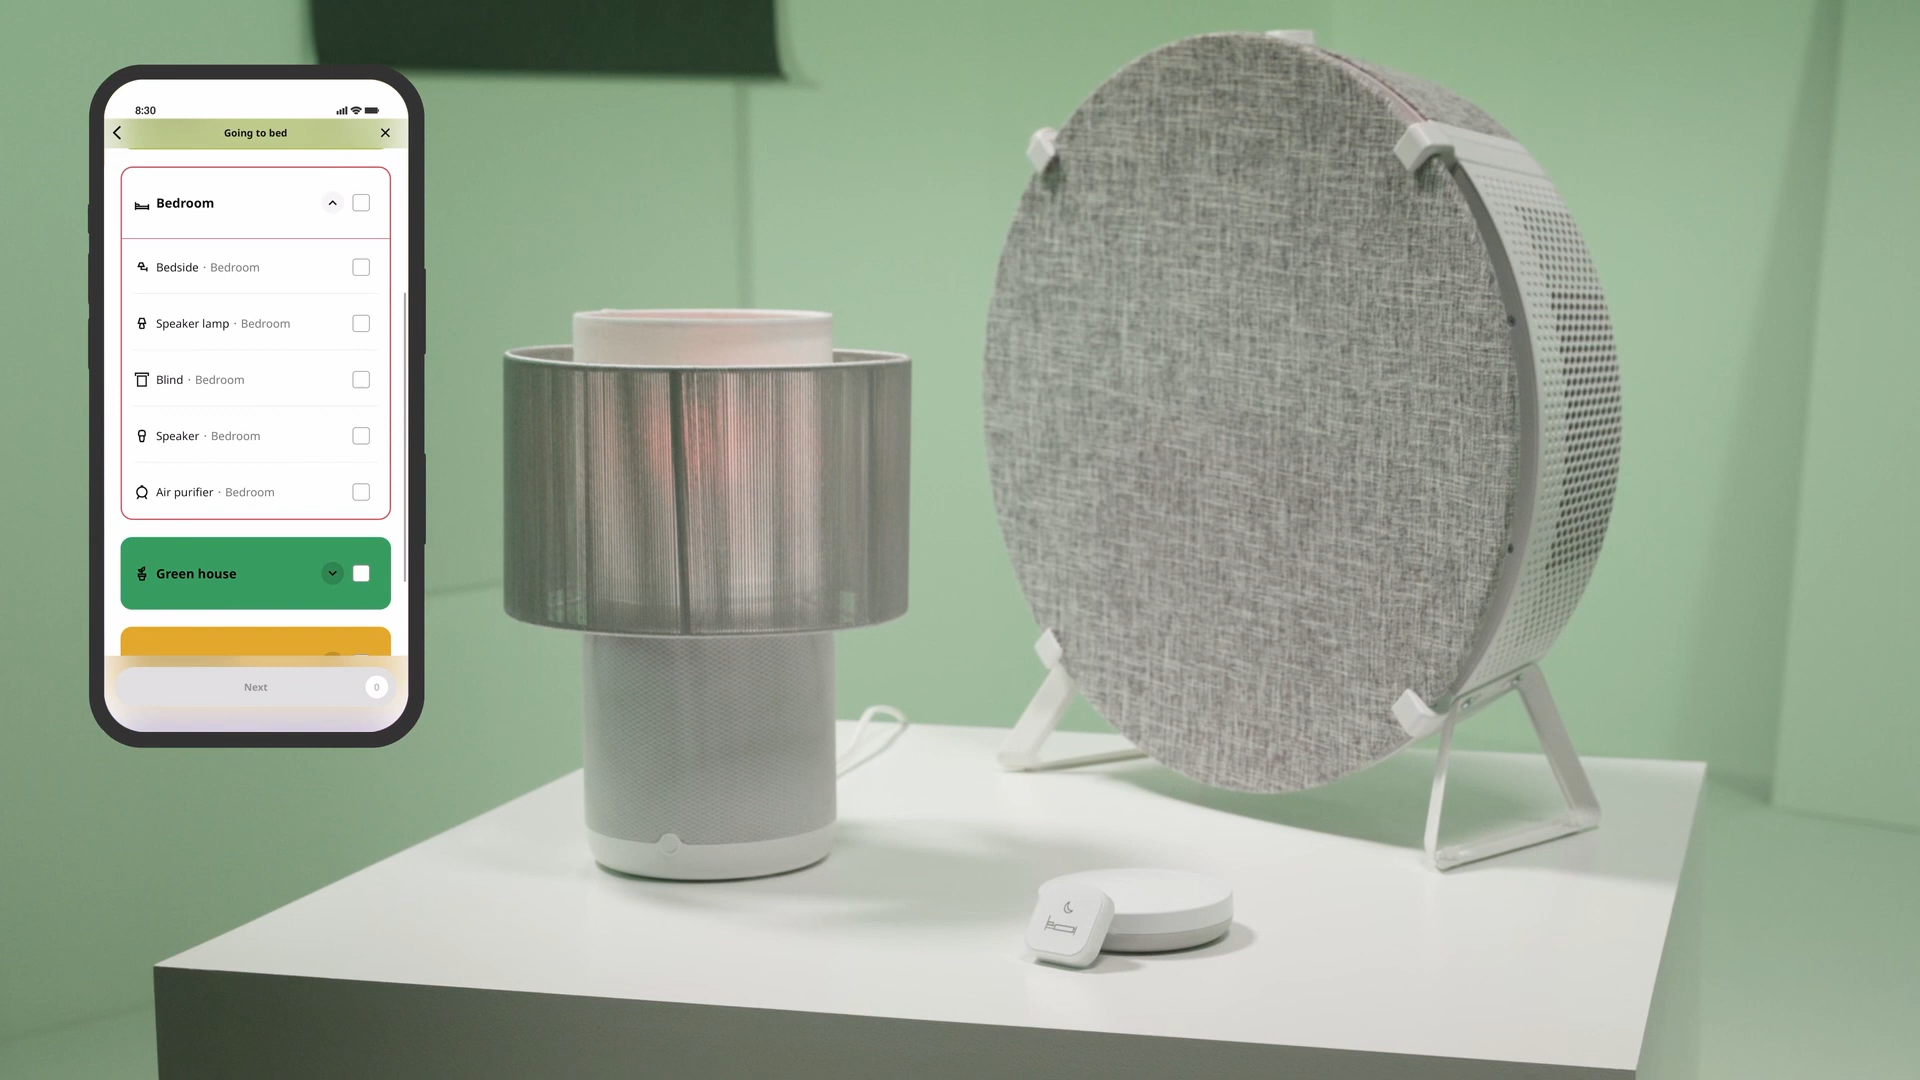 8:30
Going to bed
Bedroom
Bedside · Bedroom
Speaker lamp · Bedroom
Blind · Bedroom
Speaker · Bedroom
Air purifier · Bedroom
Green house
Next 0